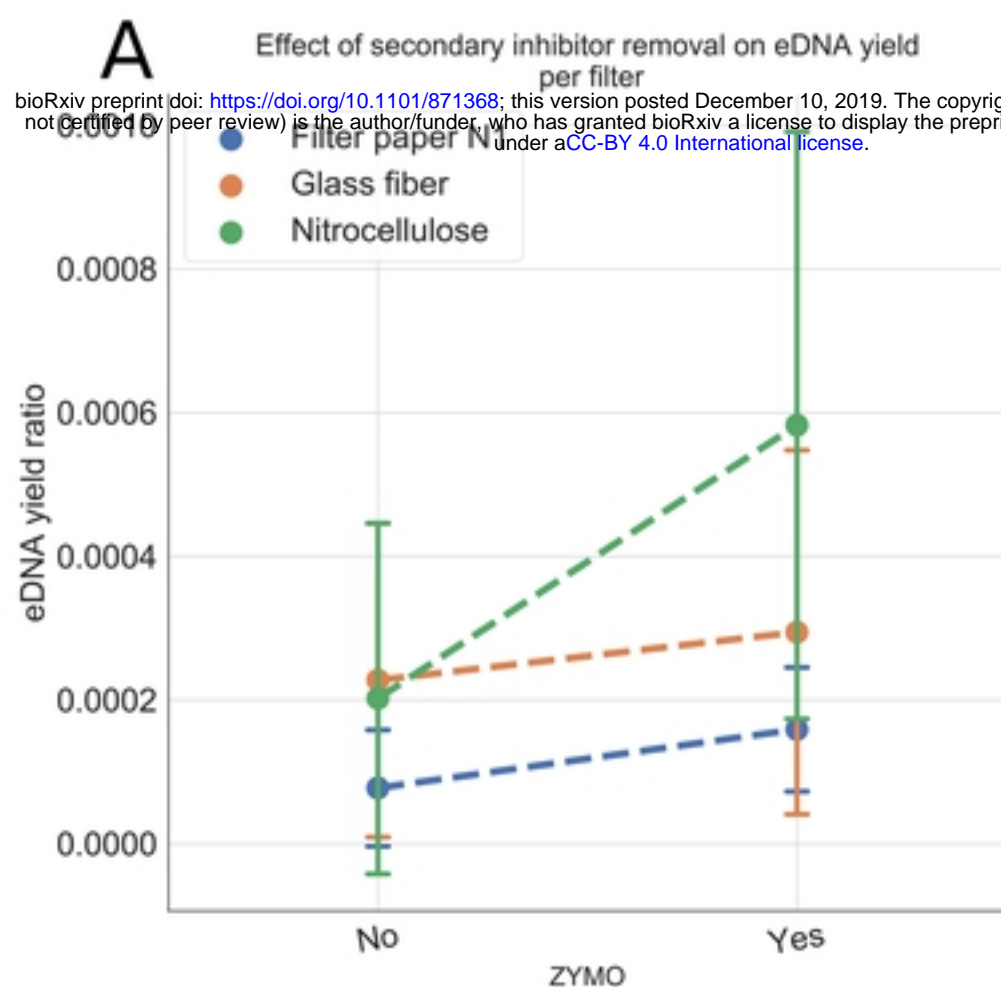 A
Effect of secondary inhibitor removal on eDNA yield
per filter
bioRxiv preprint doi: https://doi.org/10.1101/871368; this version posted December 10, 2019. The
not certified by peer review) is the author/funder, who has granted bioRxiv a license to display the
under aCC-BY 4.0 International license.
0.0010
Filter paper N1
Glass fiber
Nitrocellulose
0.0008
0.0006
0.0004
0.0002
0.0000
eDNA yield ratio
No
Yes
ZYMO